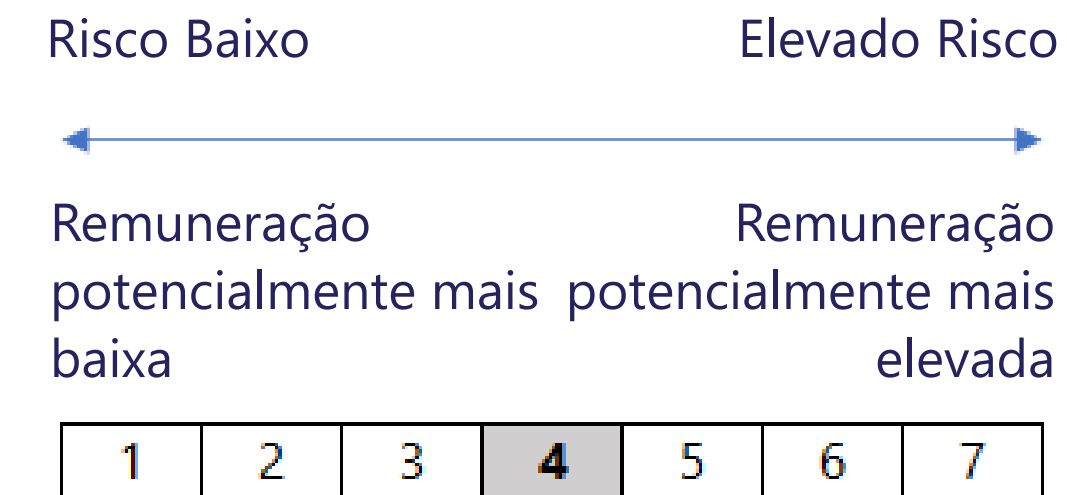 Risco Baixo Elevado Risco
Remuneração Remuneração
potencialmente mais potencialmente mais
baixa elevada
1 2 3 4 5 6 7